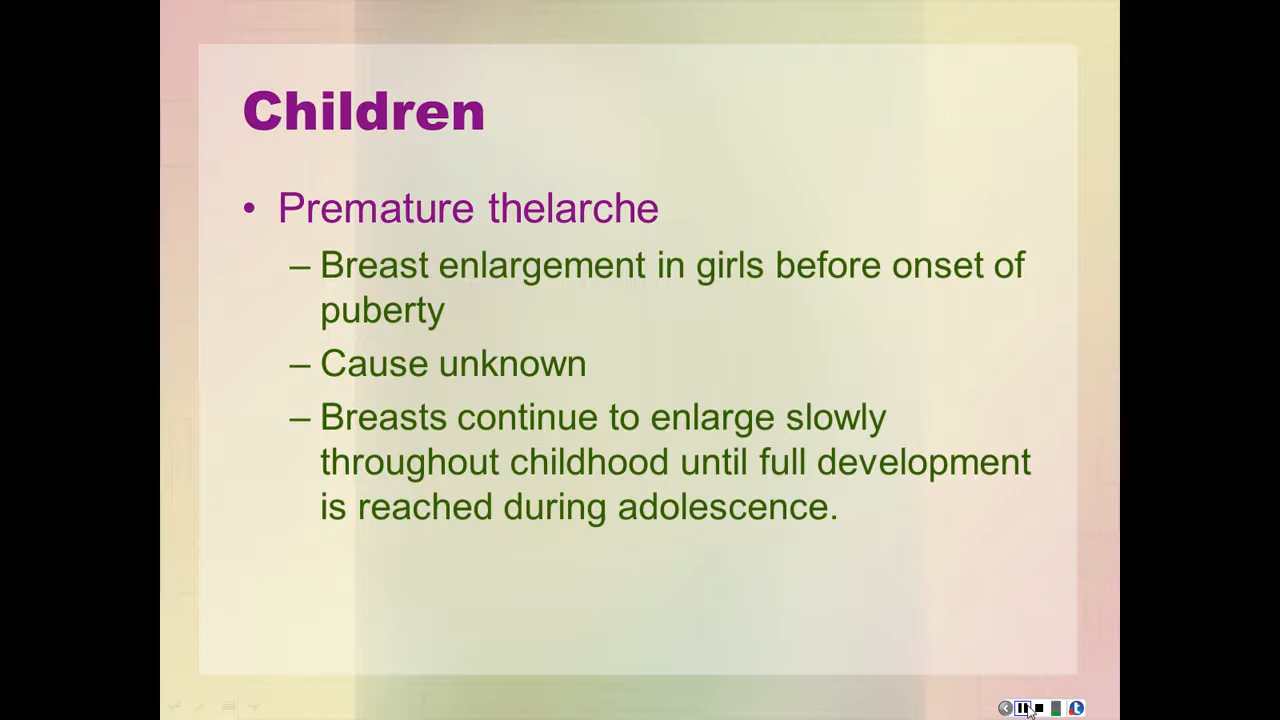 Children
• Premature thelarche
– Breast enlargement in girls before onset of
puberty
– Cause unknown
– Breasts continue to enlarge slowly
throughout childhood until full development
is reached during adolescence.